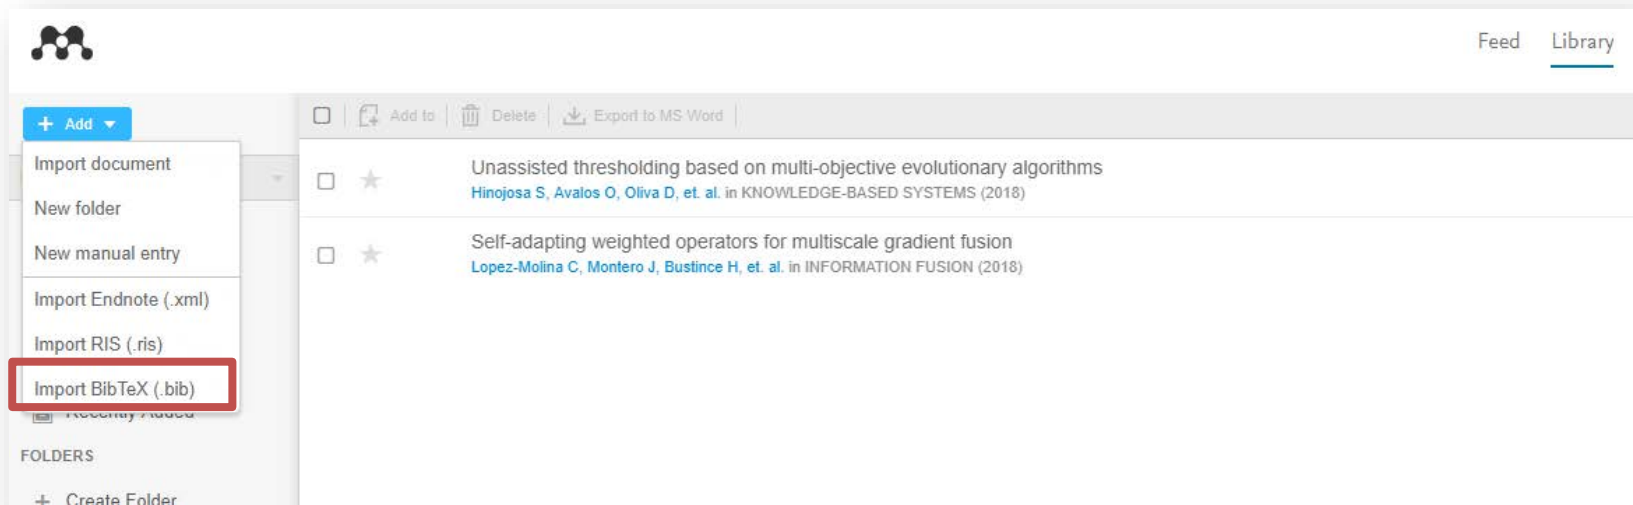 Feed Library
+ Add
Add to Delete Export to MS Word
Import document
New folder
New manual entry
Import Endnote (.xml)
Import RIS (.ris)
Import BibTeX (.bib)
Recently Added
FOLDERS
+ Create Folder
Unassisted thresholding based on multi-objective evolutionary algorithms
Hinojosa S, Avalos O, Oliva D, et. al. in KNOWLEDGE-BASED SYSTEMS (2018)
Self-adapting weighted operators for multiscale gradient fusion
Lopez-Molina C, Montero J, Bustince H, et. al. in INFORMATION FUSION (2018)